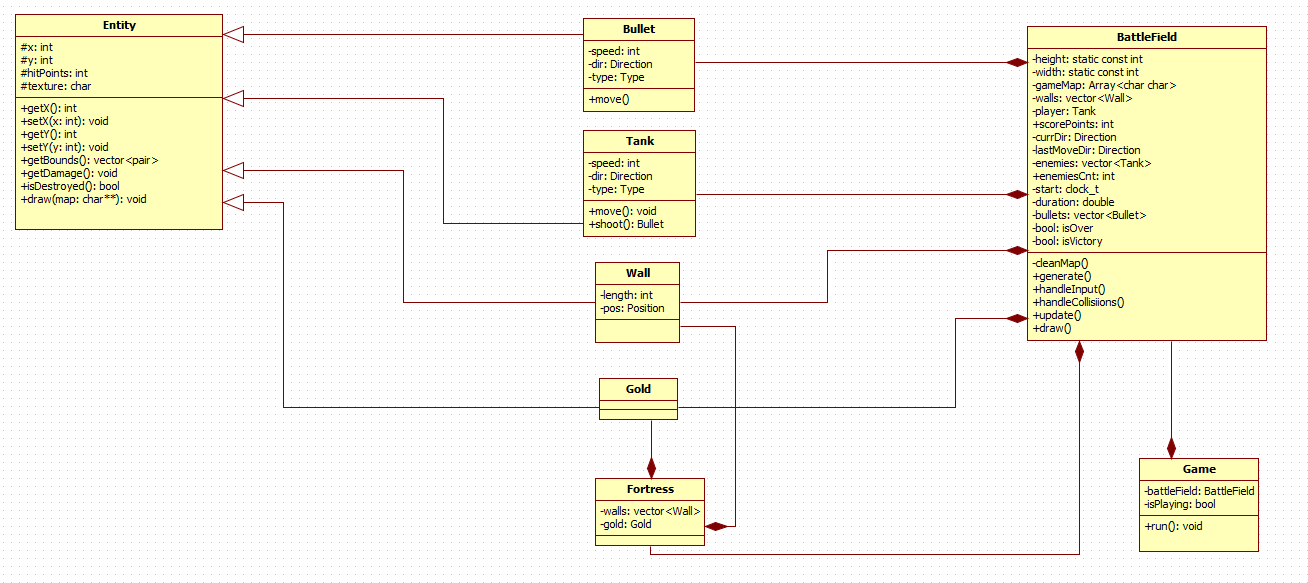 Entity
#x: int
#y: int
#hitPoints: int
#texture: char
+getX(): int
+setX(x: int): void
+getY(): int
+setY(y: int): void
+getBounds(): vector<pair>
+getDamage(): void
+isDestroyed(): bool
+draw(map: char**): void
Bullet
-speed: int
-dir: Direction
-type: Type
+move()
Tank
-speed: int
-dir: Direction
-type: Type
+move(): void
+shoot(): Bullet
Wall
-length: int
-pos: Position
Gold
Fortress
-walls: vector<Wall>
-gold: Gold
BattleField
-height: static const int
-width: static const int
-gameMap: Array<char char>
-walls: vector<Wall>
-player: Tank
+scorePoints: int
-currDir: Direction
-lastMoveDir: Direction
-enemies: vector<Tank>
+enemiesCnt: int
-start: clock_t
-duration: double
-bullets: vector<Bullet>
-bool: isOver
-bool: isVictory
-cleanMap()
+generate()
+handleInput()
+handleCollisiions()
+update()
+draw()
Game
-battleField: BattleField
-isPlaying: bool
+run(): void